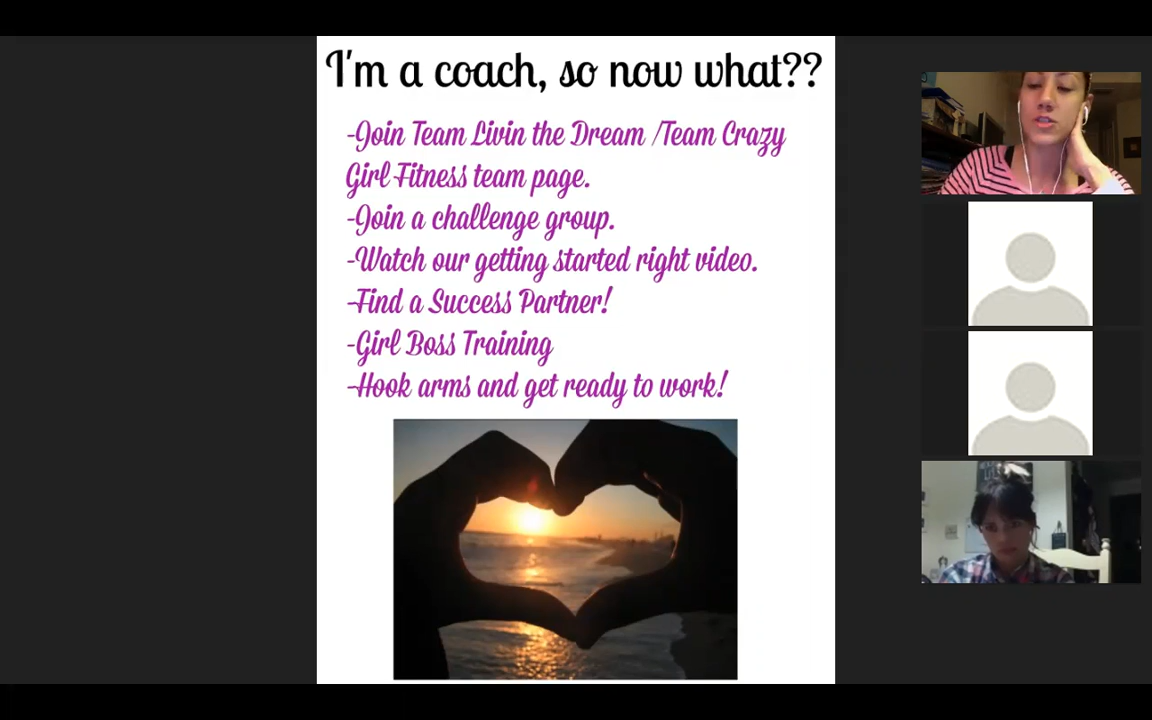 I'm a coach, so now what??
-Join Team Livin the Dream /Team Crazy
Girl Fitness team page.
-Join a challenge group.
-Watch our getting started right video.
-Find a Success Partner!
-Girl Boss Training
-Hook arms and get ready to work!